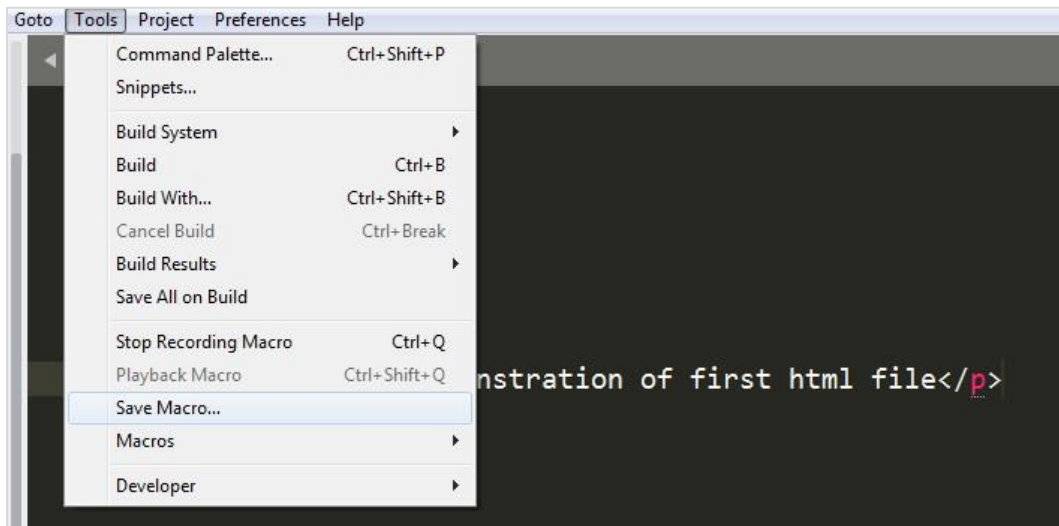 Goto Tools Project Preferences Help
Command Palette... Ctrl+Shift+P
Snippets...
Build System
Build Ctrl+B
Build With... Ctrl+Shift+B
Cancel Build Ctrl+Break
Build Results
Save All on Build
Stop Recording Macro Ctrl+Q
Playback Macro Ctrl+Shift+Q
nstration of first html file</p>
Save Macro...
Macros
Developer